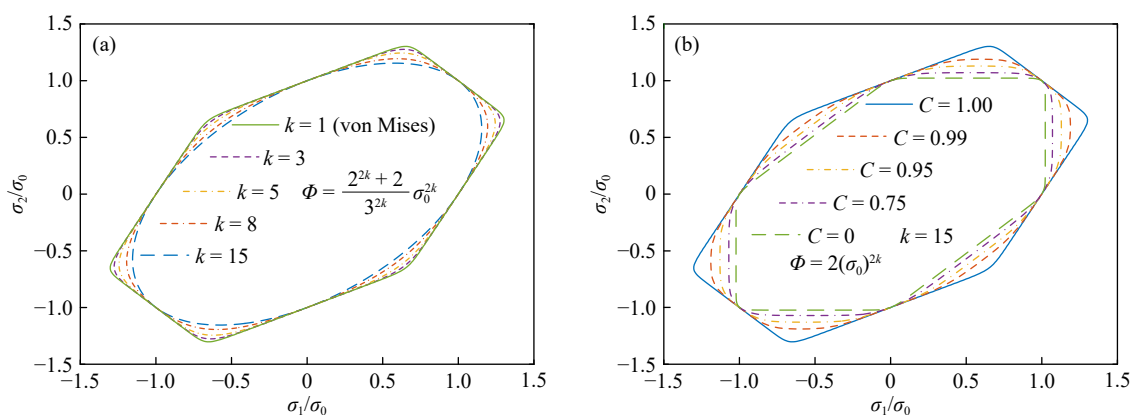 (a)
1.5
1.0
0.5
0
−0.5
−1.0
−1.5
σ2/σ0
k = 1 (von Mises)
k = 3
k = 5
Φ = \frac{2^{2k} + 2}{3^{2k}} σ_0^{2k}
k = 8
k = 15
−1.5 −1.0 −0.5 0 0.5 1.0 1.5
σ1/σ0
(b)
1.5
1.0
0.5
0
−0.5
−1.0
−1.5
σ2/σ0
C = 1.00
C = 0.99
C = 0.95
C = 0.75
C = 0 k = 15
Φ = 2(σ0)^{2k}
−1.5 −1.0 −0.5 0 0.5 1.0 1.5
σ1/σ0